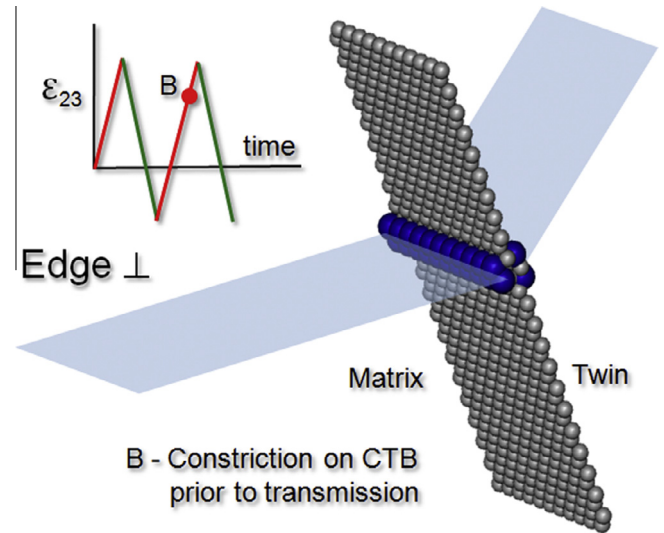 ε23
B
time
Edge ⊥
Matrix
Twin
B - Constriction on CTB
prior to transmission